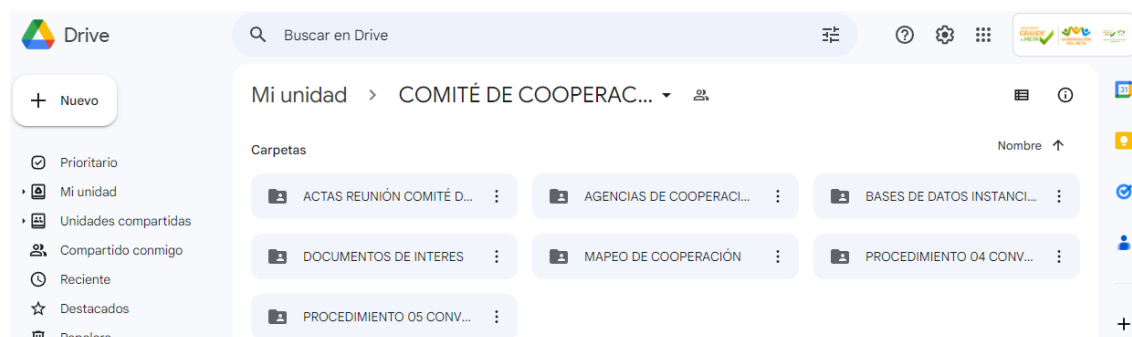 Drive
Buscar en Drive
Nuevo
Mi unidad > COMITÉ DE COOPERAC...
Prioritario
Mi unidad
Unidades compartidas
Compartido conmigo
Reciente
Destacados
Papelera
Carpetas
Nombre
ACTAS REUNIÓN COMITÉ D...
AGENCIAS DE COOPERACI...
BASES DE DATOS INSTANCI...
DOCUMENTOS DE INTERES
MAPEO DE COOPERACIÓN
PROCEDIMIENTO 04 CONV...
PROCEDIMIENTO 05 CONV...
31